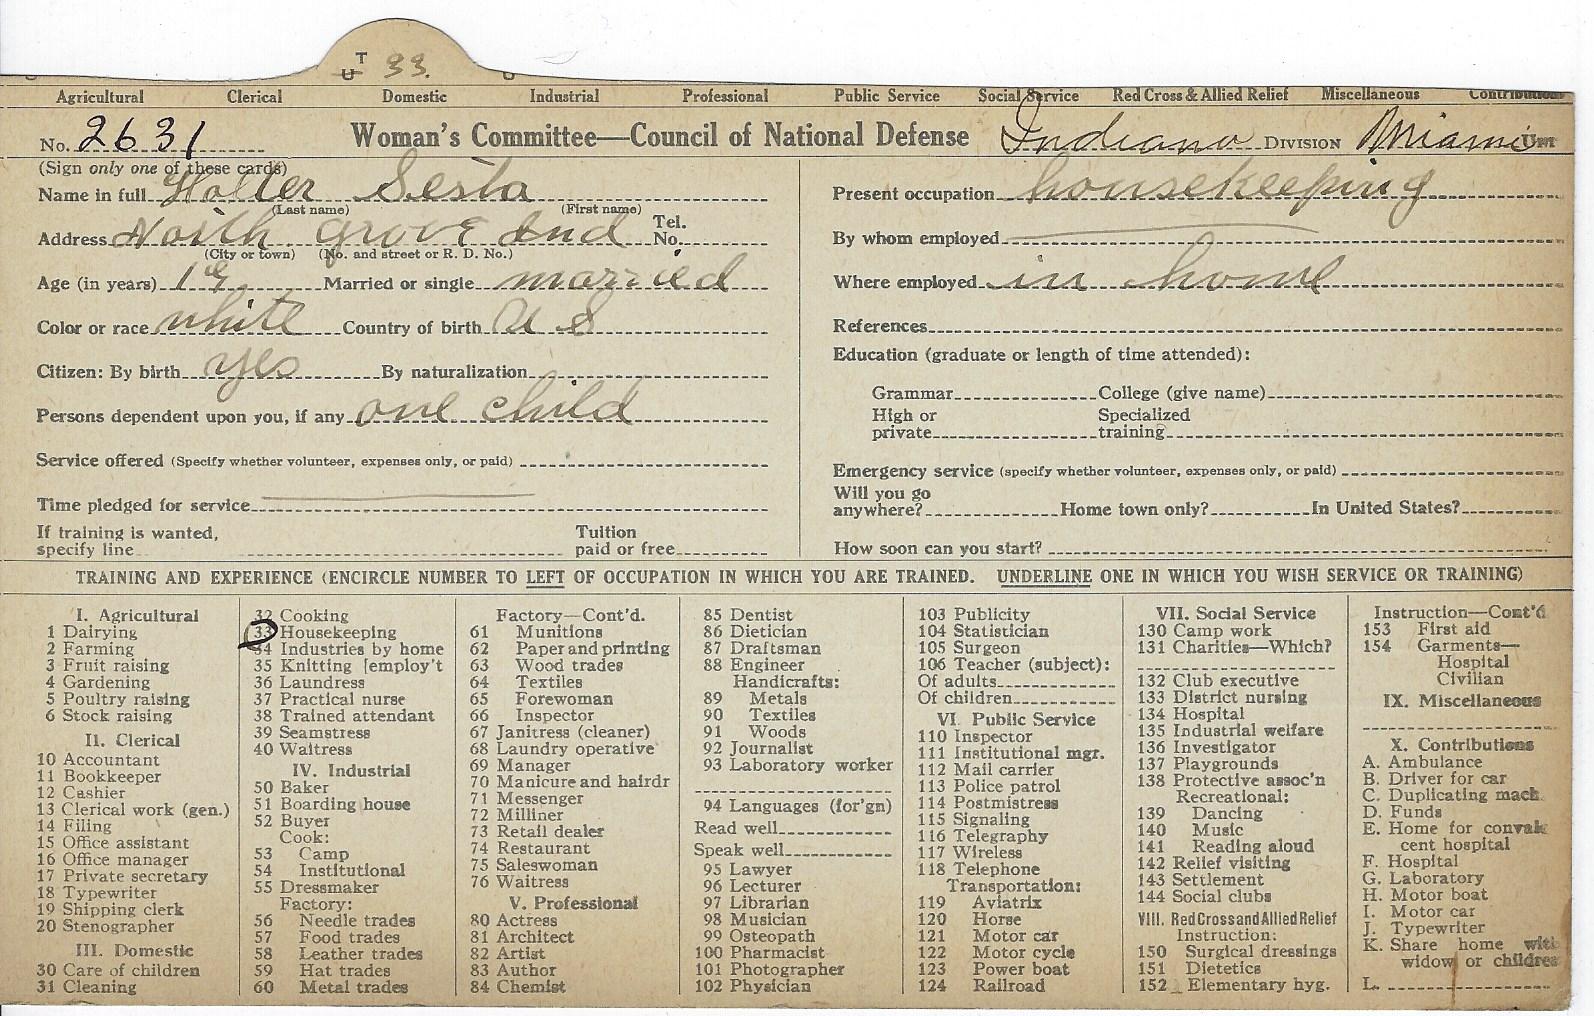 T
U 33.
Agricultural Clerical Domestic Industrial Professional Public Service Social Service Red Cross & Allied Relief Miscellaneous Contributions
No. 2631 Woman's Committee—Council of National Defense Indiana DIVISION Miami UNIT
(Sign only one of these cards)
Name in full Holler Sesta
(Last name) (First name)
Address North Grove Ind Tel. No.
(City or town) (No. and street or R. D. No.)
Age (in years) 19 Married or single married
Color or race white Country of birth U S
Citizen: By birth yes By naturalization
Persons dependent upon you, if any one child
Service offered (Specify whether volunteer, expenses only, or paid)
Time pledged for service
If training is wanted, specify line Tuition paid or free
Present occupation housekeeping
By whom employed
Where employed in home
References
Education (graduate or length of time attended):
Grammar College (give name)
High or private Specialized training
Emergency service (specify whether volunteer, expenses only, or paid)
Will you go anywhere? Home town only? In United States?
How soon can you start?
TRAINING AND EXPERIENCE (ENCIRCLE NUMBER TO LEFT OF OCCUPATION IN WHICH YOU ARE TRAINED. UNDERLINE ONE IN WHICH YOU WISH SERVICE OR TRAINING)
I. Agricultural
1 Dairying
2 Farming
3 Fruit raising
4 Gardening
5 Poultry raising
6 Stock raising
II. Clerical
10 Accountant
11 Bookkeeper
12 Cashier
13 Clerical work (gen.)
14 Filing
15 Office assistant
16 Office manager
17 Private secretary
18 Typewriter
19 Shipping clerk
20 Stenographer
III. Domestic
30 Care of children
31 Cleaning
32 Cooking
33 Housekeeping
34 Industries by home
35 Knitting [employ't
36 Laundress
37 Practical nurse
38 Trained attendant
39 Seamstress
40 Waitress
IV. Industrial
50 Baker
51 Boarding house
52 Buyer
Cook:
53 Camp
54 Institutional
55 Dressmaker
Factory:
56 Needle trades
57 Food trades
58 Leather trades
59 Hat trades
60 Metal trades
Factory—Cont'd.
61 Munitions
62 Paper and printing
63 Wood trades
64 Textiles
65 Forewoman
66 Inspector
67 Janitress (cleaner)
68 Laundry operative
69 Manager
70 Manicure and hairdr
71 Messenger
72 Milliner
73 Retail dealer
74 Restaurant
75 Saleswoman
76 Waitress
V. Professional
80 Actress
81 Architect
82 Artist
83 Author
84 Chemist
85 Dentist
86 Dietician
87 Draftsman
88 Engineer
Handicrafts:
89 Metals
90 Textiles
91 Woods
92 Journalist
93 Laboratory worker
94 Languages (for'gn)
Read well
Speak well
95 Lawyer
96 Lecturer
97 Librarian
98 Musician
99 Osteopath
100 Pharmacist
101 Photographer
102 Physician
103 Publicity
104 Statistician
105 Surgeon
106 Teacher (subject):
Of adults
Of children
VI. Public Service
110 Inspector
111 Institutional mgr.
112 Mail carrier
113 Police patrol
114 Postmistress
115 Signaling
116 Telegraphy
117 Wireless
118 Telephone
Transportation:
119 Aviatrix
120 Horse
121 Motor car
122 Motor cycle
123 Power boat
124 Railroad
VII. Social Service
130 Camp work
131 Charities—Which?
132 Club executive
133 District nursing
134 Hospital
135 Industrial welfare
136 Investigator
137 Playgrounds
138 Protective assoc'n
Recreational:
139 Dancing
140 Music
141 Reading aloud
142 Relief visiting
143 Settlement
144 Social clubs
VIII. Red Cross and Allied Relief
Instruction:
150 Surgical dressings
151 Dietetics
152 Elementary hyg.
Instruction—Cont'd
153 First aid
154 Garments—
Hospital
Civilian
IX. Miscellaneous
X. Contributions
A. Ambulance
B. Driver for car
C. Duplicating mach.
D. Funds
E. Home for convales
cent hospital
F. Hospital
G. Laboratory
H. Motor boat
I. Motor car
J. Typewriter
K. Share home with
widow or children
L.